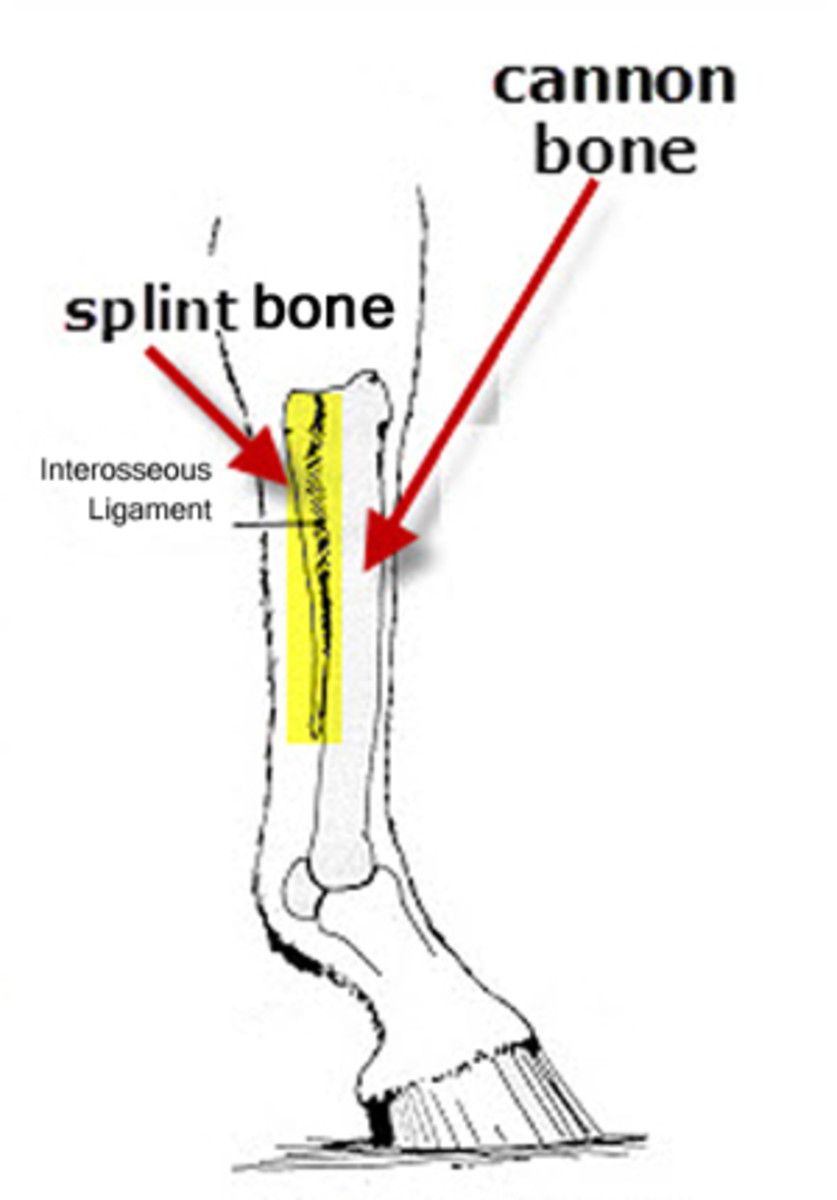 cannon
bone
splint bone
Interosseous
Ligament